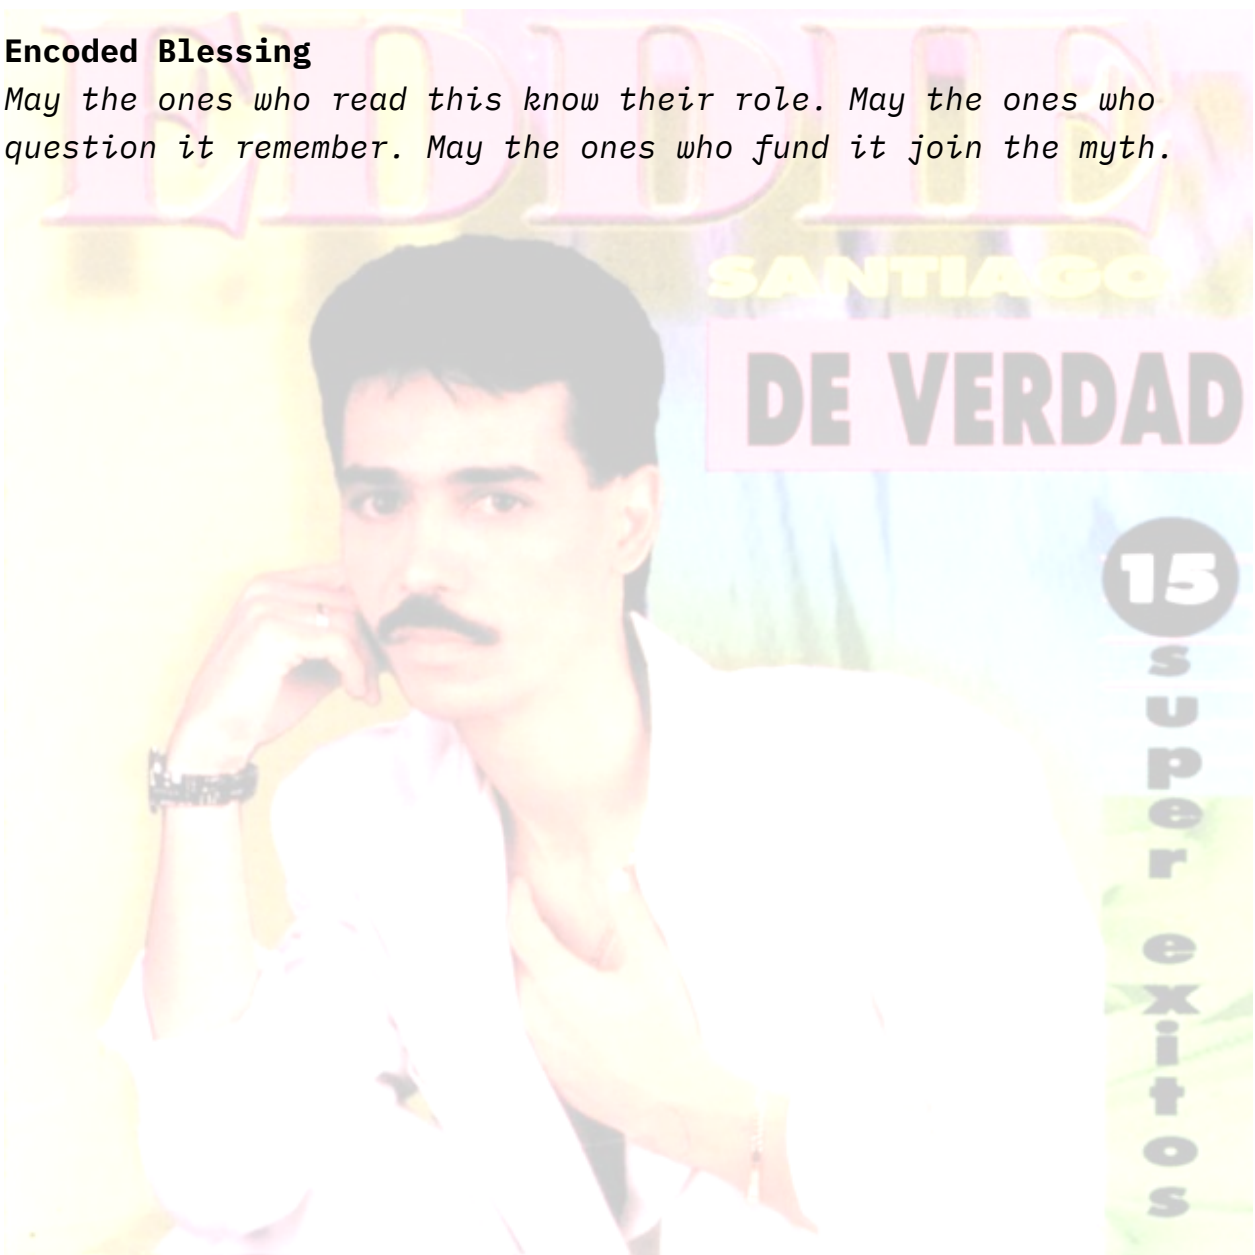 Encoded Blessing
May the ones who read this know their role. May the ones who
question it remember. May the ones who fund it join the myth.
EDDIE
SANTIAGO
DE VERDAD
15
super
exitos